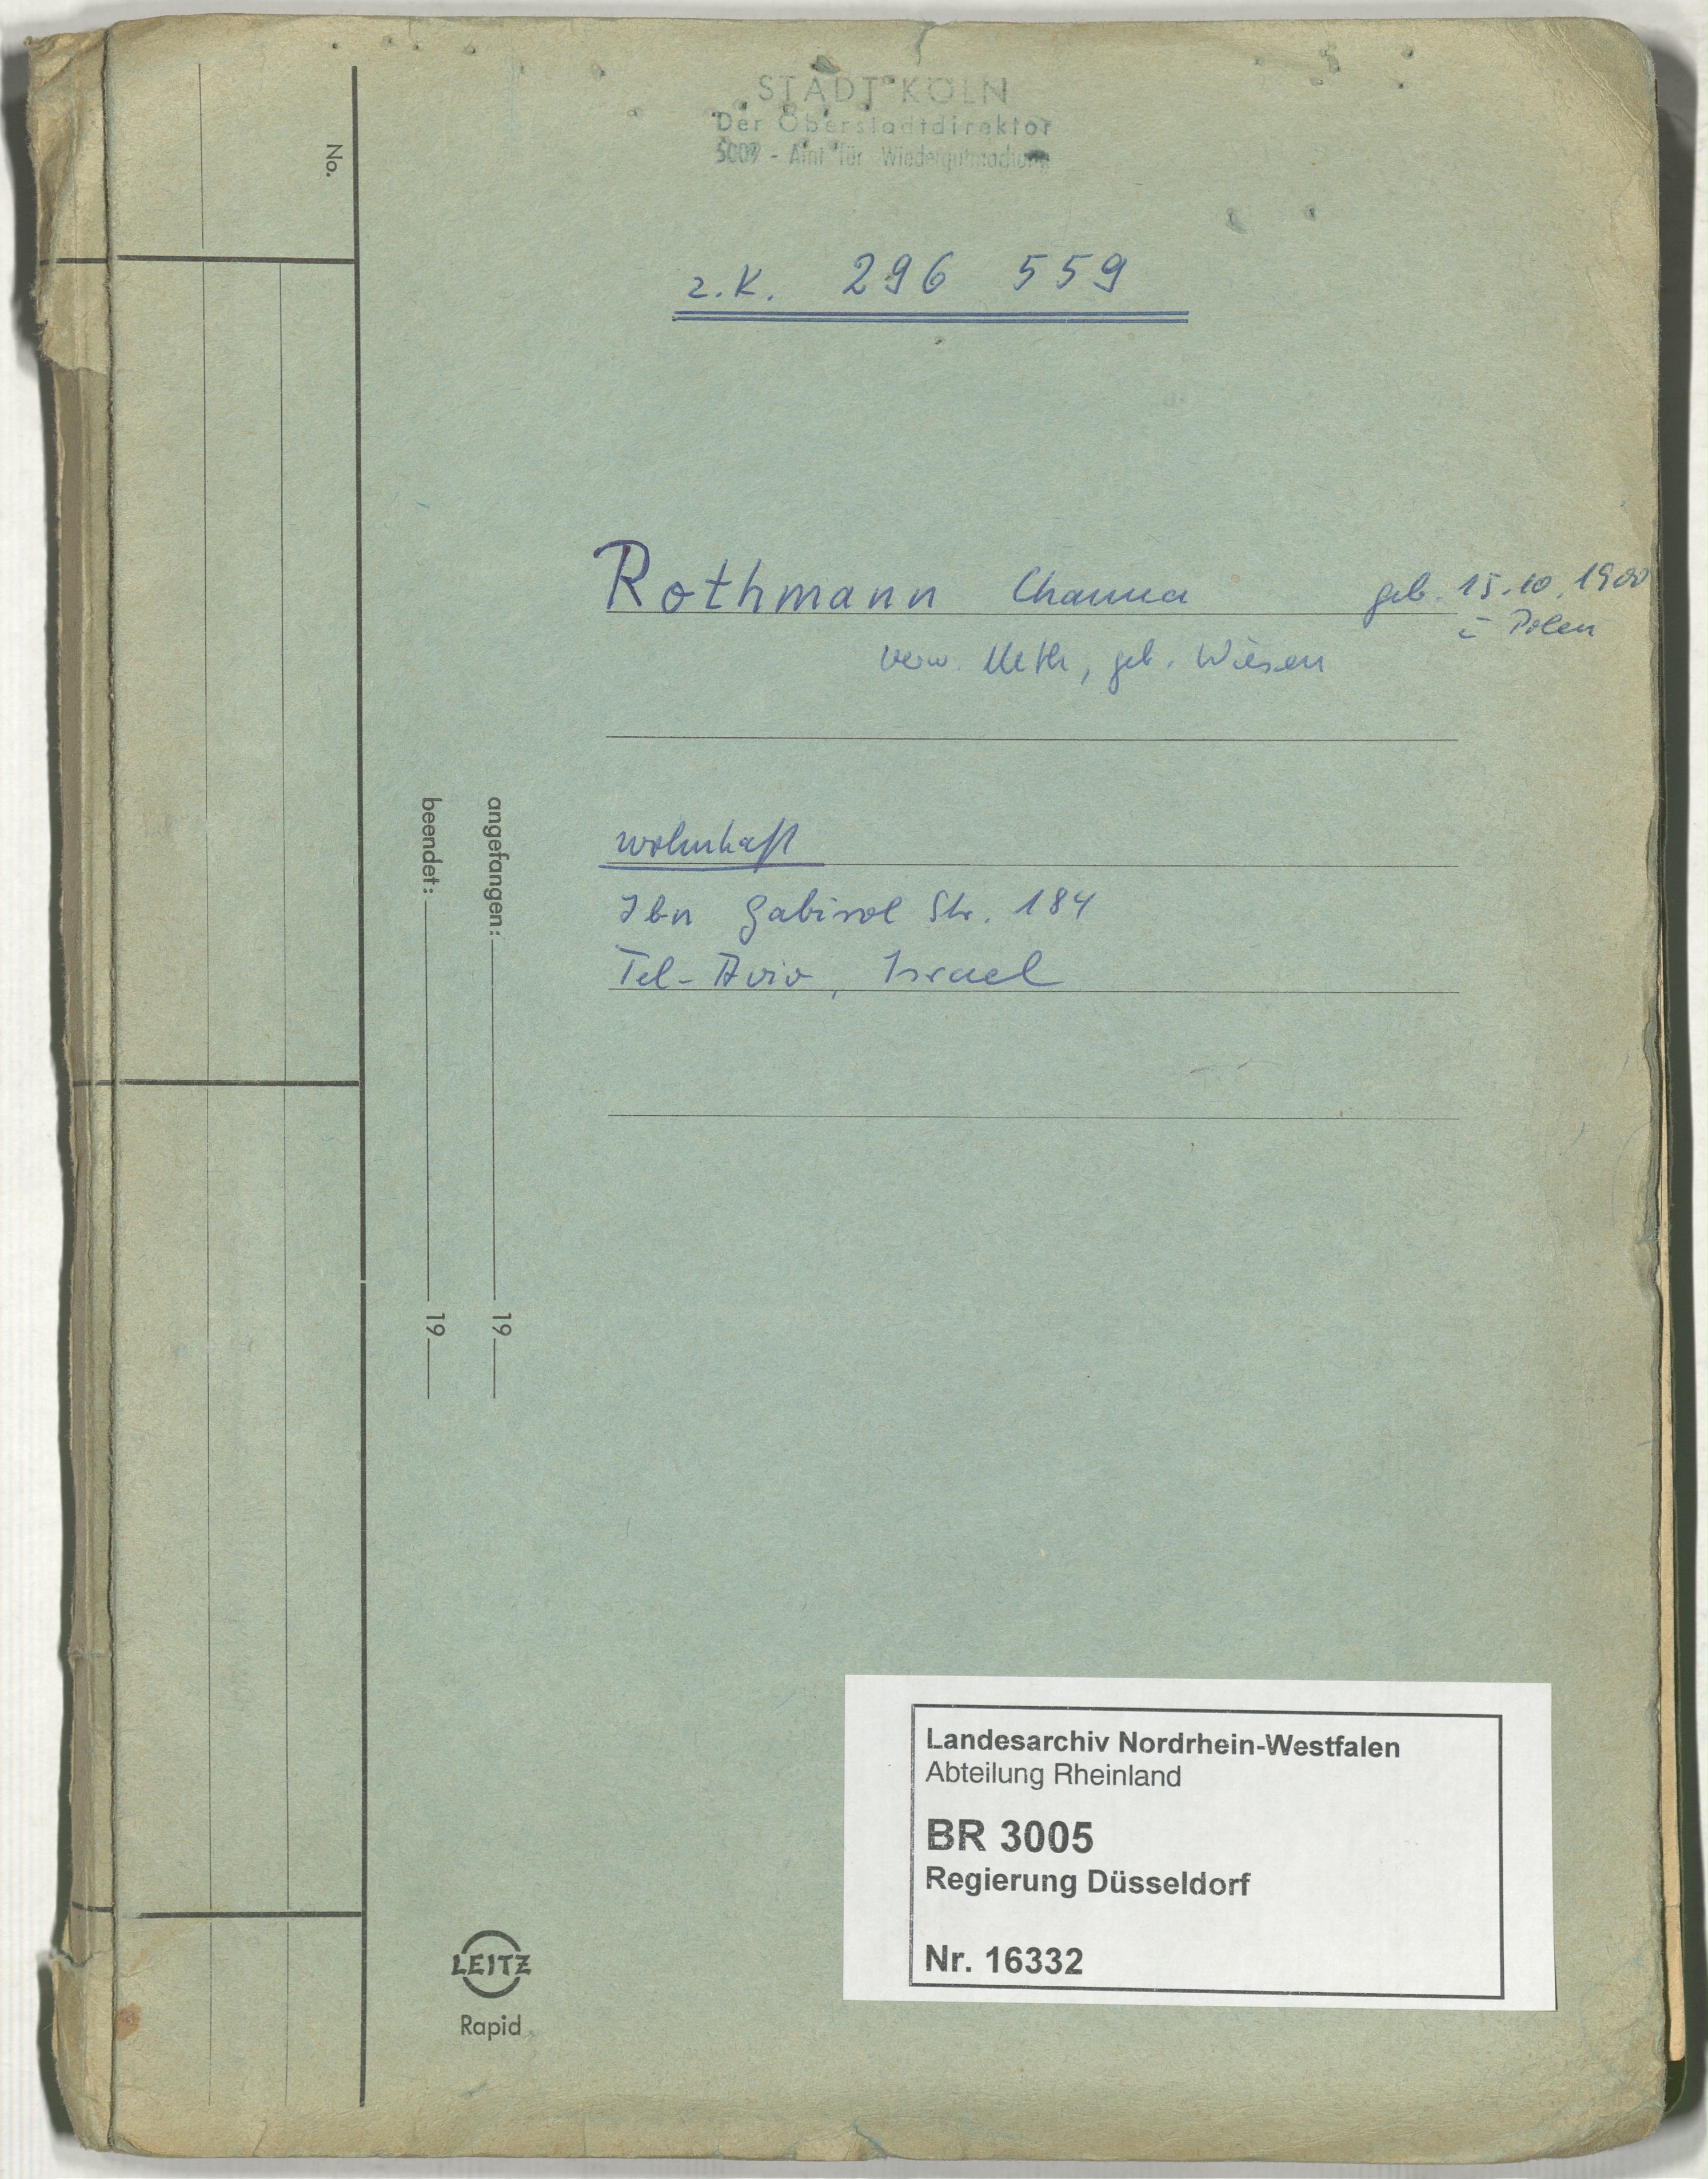 STADT KÖLN
Der Oberstadtdirektor
5009 - Amt für Wiedergutmachung
z.K. 296 559
No.
Rothmann Channa geb. 15.10.1900
i Polen
verw. Meth, geb. Wiesen
wohnhaft
Ibn Gabirol Str. 184
Tel-Aviv, Israel
angefangen: 19
beendet: 19
Landesarchiv Nordrhein-Westfalen
Abteilung Rheinland
BR 3005
Regierung Düsseldorf
Nr. 16332
LEITZ
Rapid